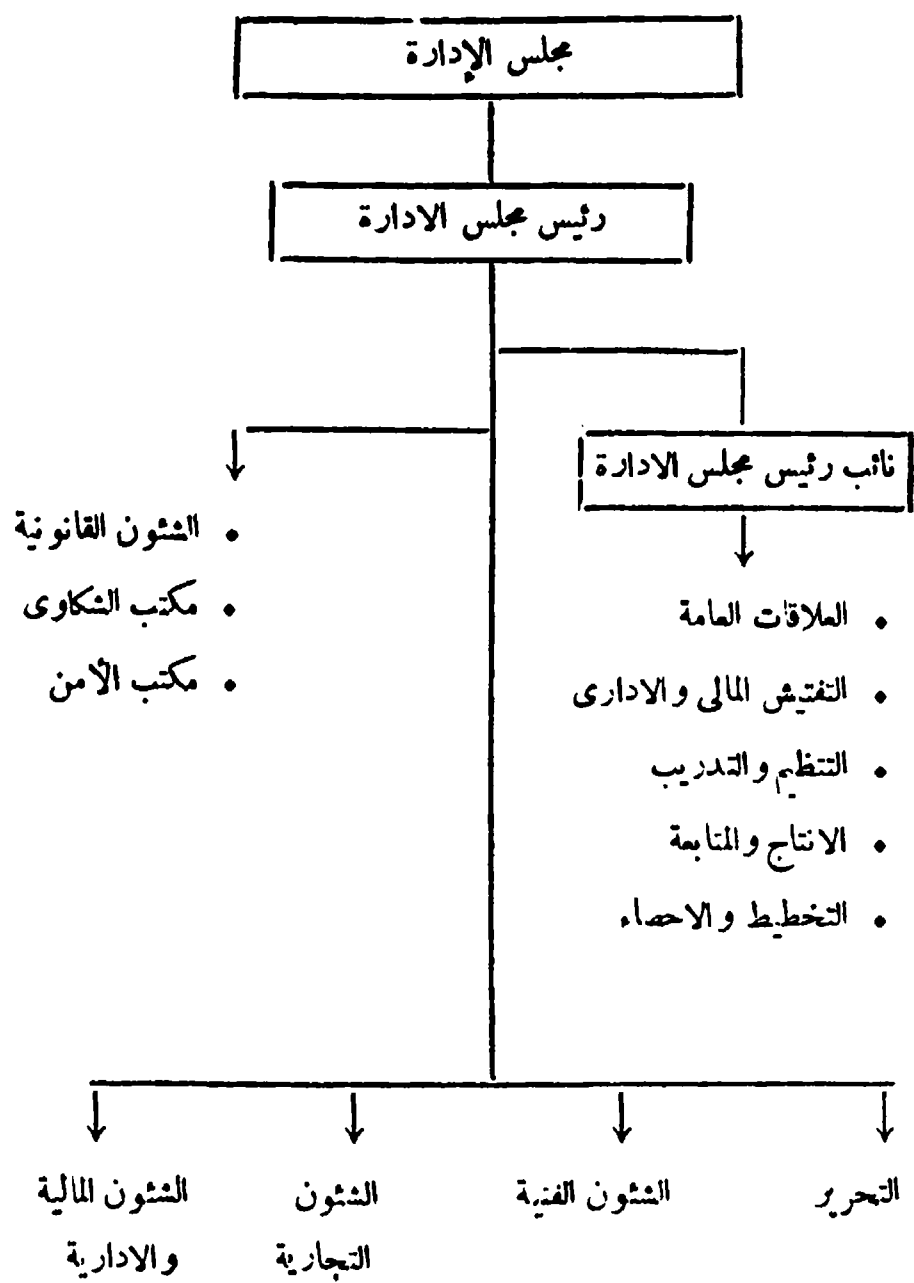 مجلس الإدارة
رئيس مجلس الادارة
نائب رئيس مجلس الادارة
• العلاقات العامة
• التفتيش المالى والادارى
• التنظيم والتدريب
• الانتاج والمتابعة
• التخطيط والاحصاء
• الشئون القانونية
• مكتب الشكاوى
• مكتب الأمن
التحرير
الشئون الفنية
الشئون
التجارية
الشئون المالية
والادارية